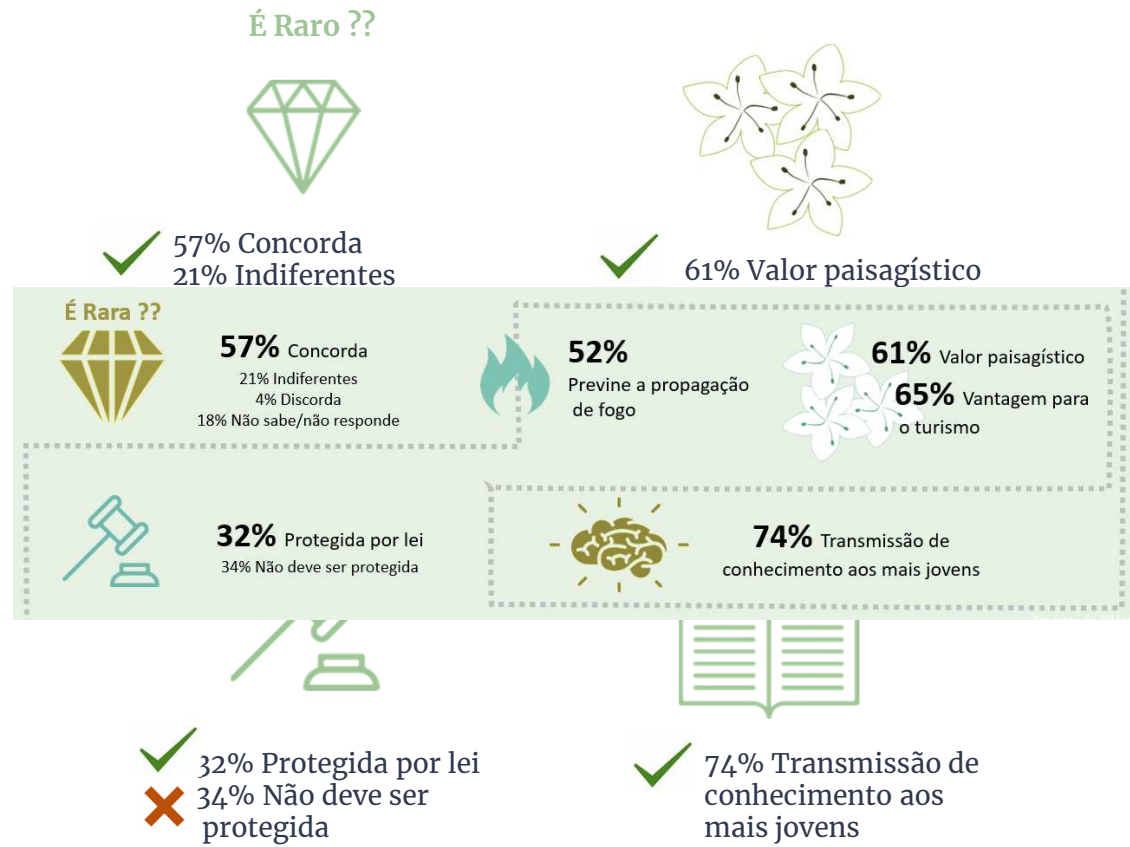 É Raro ??
57% Concorda
21% Indiferentes
61% Valor paisagístico
É Rara ??
57% Concorda
21% Indiferentes
4% Discorda
18% Não sabe/não responde
52%
Previne a propagação
de fogo
61% Valor paisagístico
65% Vantagem para
o turismo
32% Protegida por lei
34% Não deve ser protegida
74% Transmissão de
conhecimento aos mais jovens
32% Protegida por lei
34% Não deve ser
protegida
74% Transmissão de
conhecimento aos
mais jovens